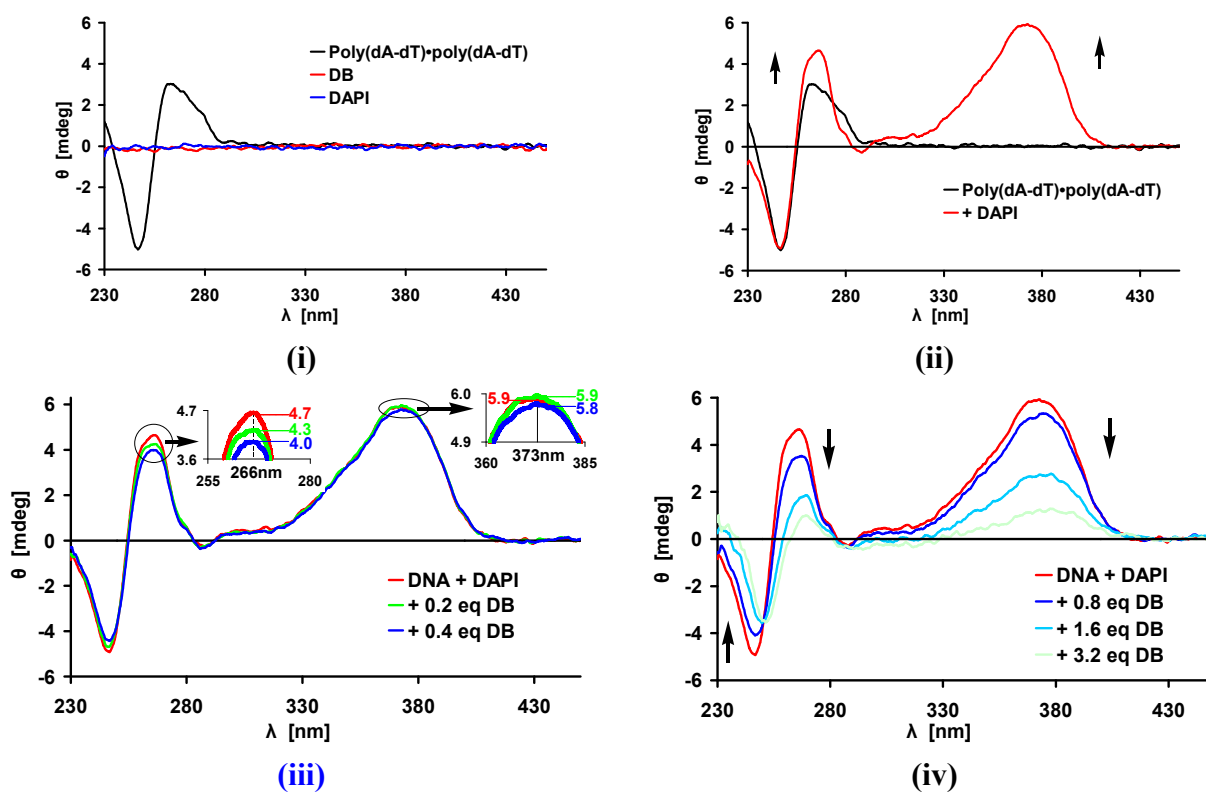 6
4
2
0
-2
-4
-6
θ [mdeg]
Poly(dA-dT)•poly(dA-dT)
DB
DAPI
230 280 330 380 430
λ [nm]
(i)
6
4
2
0
-2
-4
-6
θ [mdeg]
Poly(dA-dT)•poly(dA-dT)
+ DAPI
230 280 330 380 430
λ [nm]
(ii)
6
4
2
0
-2
-4
-6
θ [mdeg]
4.7
3.6
4.7
4.3
4.0
255 266nm 280
6.0
4.9
5.9 5.9
5.8
360 373nm 385
DNA + DAPI
+ 0.2 eq DB
+ 0.4 eq DB
230 280 330 380 430
λ [nm]
(iii)
6
4
2
0
-2
-4
-6
θ [mdeg]
DNA + DAPI
+ 0.8 eq DB
+ 1.6 eq DB
+ 3.2 eq DB
230 280 330 380 430
λ [nm]
(iv)